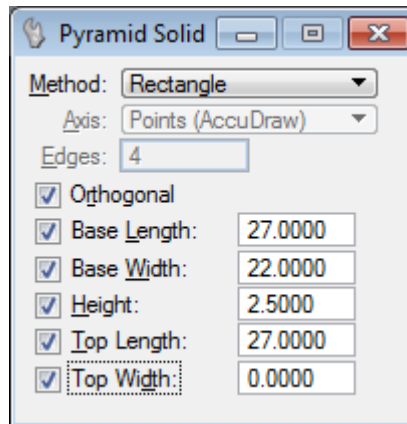 Pyramid Solid
Method: Rectangle
Axis: Points (AccuDraw)
Edges: 4
Orthogonal
Base Length: 27.0000
Base Width: 22.0000
Height: 2.5000
Top Length: 27.0000
Top Width: 0.0000